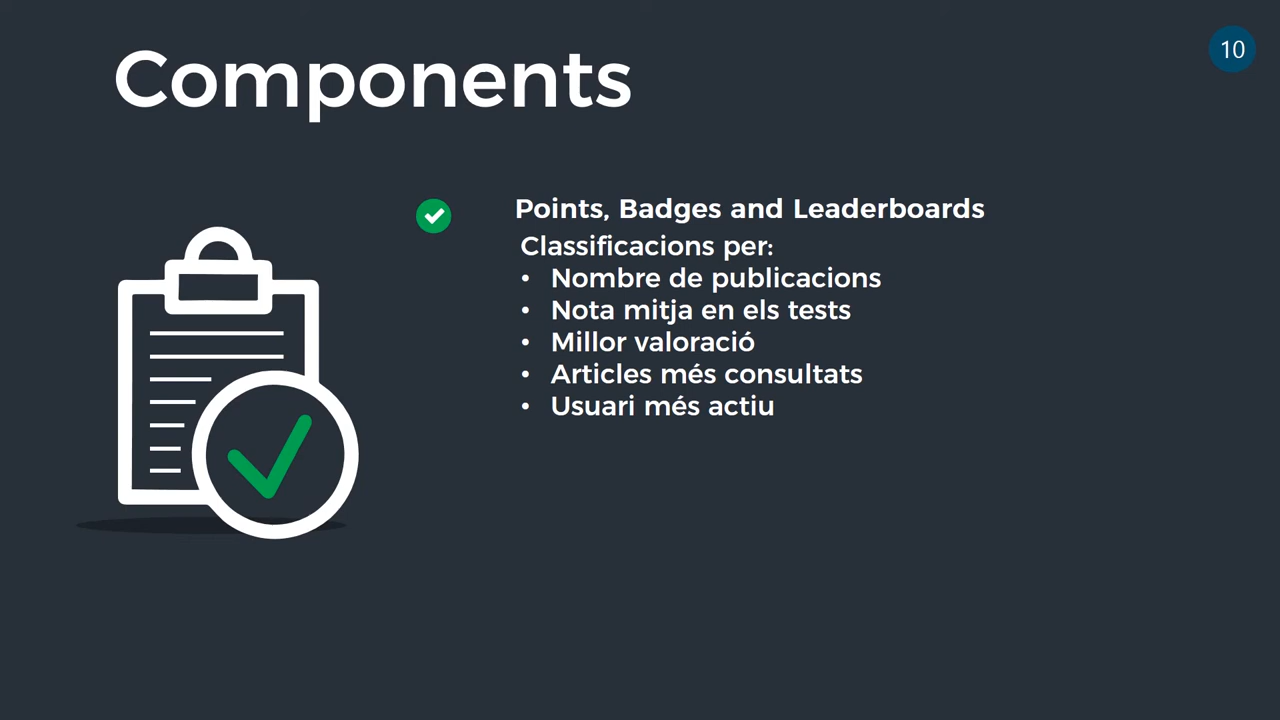 Components
10
Points, Badges and Leaderboards
Classificacions per:
• Nombre de publicacions
• Nota mitja en els tests
• Millor valoració
• Articles més consultats
• Usuari més actiu